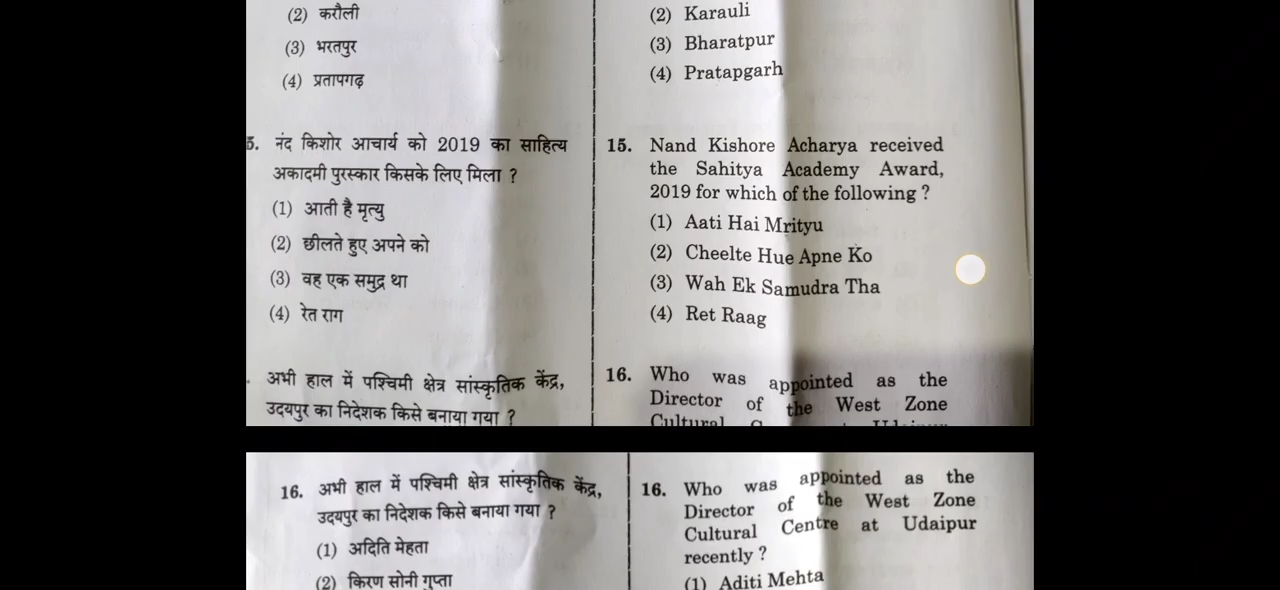 (2) करौली
(3) भरतपुर
(4) प्रतापगढ़
(2) Karauli
(3) Bharatpur
(4) Pratapgarh
5. नंद किशोर आचार्य को 2019 का साहित्य
अकादमी पुरस्कार किसके लिए मिला ?
(1) आती है मृत्यु
(2) छीलते हुए अपने को
(3) वह एक समुद्र था
(4) रेत राग
15. Nand Kishore Acharya received
the Sahitya Academy Award,
2019 for which of the following ?
(1) Aati Hai Mrityu
(2) Cheelte Hue Apne Ko
(3) Wah Ek Samudra Tha
(4) Ret Raag
. अभी हाल में पश्चिमी क्षेत्र सांस्कृतिक केंद्र,
उदयपुर का निदेशक किसे बनाया गया ?
16. Who was appointed as the
Director of the West Zone
Cultural
16. अभी हाल में पश्चिमी क्षेत्र सांस्कृतिक केंद्र,
उदयपुर का निदेशक किसे बनाया गया ?
(1) अदिति मेहता
(2) किरण सोनी गुप्ता
16. Who was appointed as the
Director of the West Zone
Cultural Centre at Udaipur
recently ?
(1) Aditi Mehta